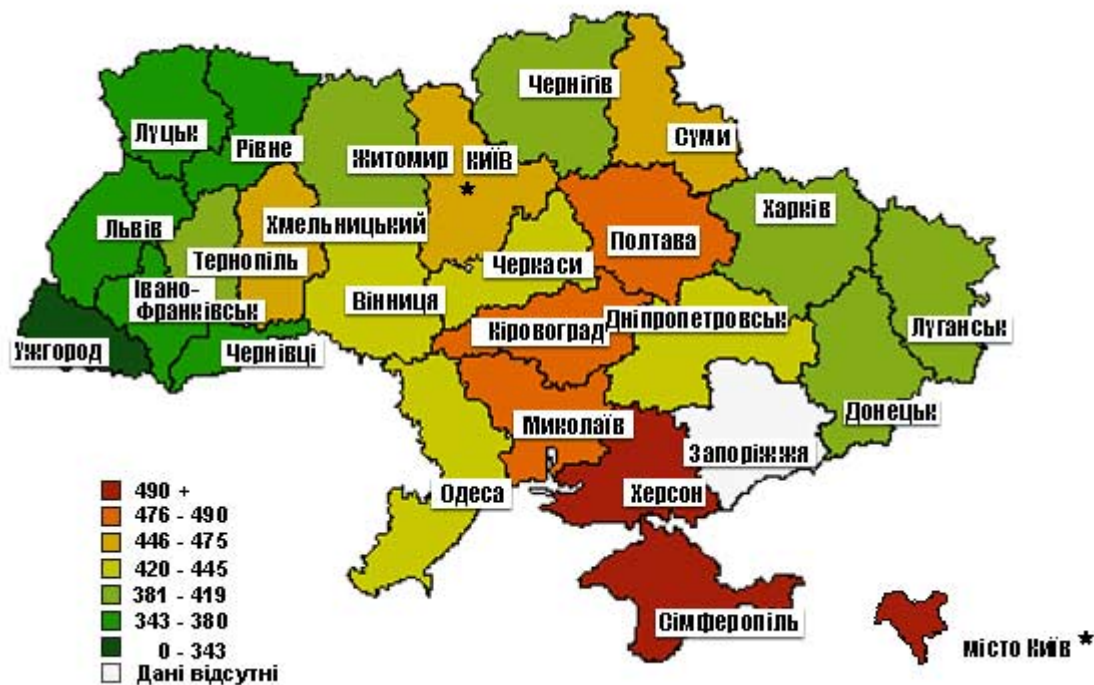 Чернігів
Суми
Луцьк
Рівне
Житомир
КИЇВ
*
Харків
Львів
Хмельницький
Полтава
Тернопіль
Черкаси
Івано-
Франківськ
Вінниця
Кіровоград
Дніпропетровськ
Луганськ
Ужгород
Чернівці
Миколаїв
Донецьк
Запоріжжя
Одеса
Херсон
Сімферополь
місто Київ *
490 +
476 - 490
446 - 475
420 - 445
381 - 419
343 - 380
0 - 343
Дані відсутні